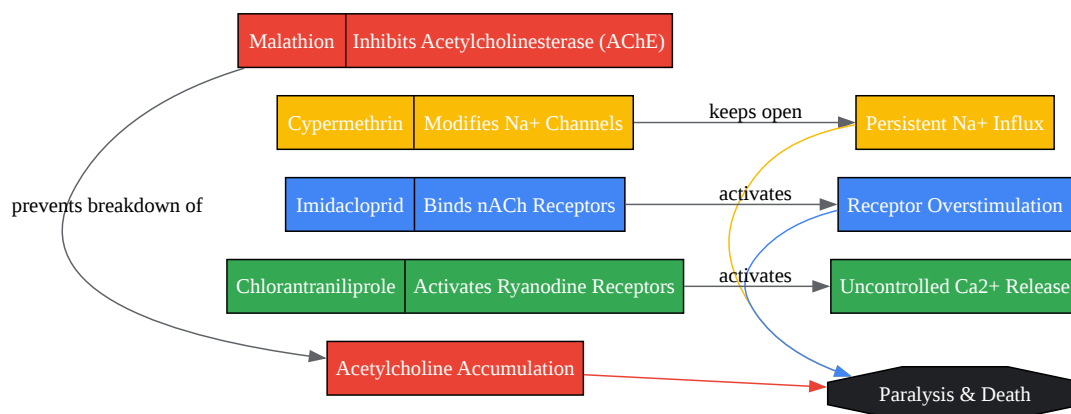 Malathion
Inhibits Acetylcholinesterase (AChE)
Cypermethrin
Modifies Na+ Channels
keeps open
Persistent Na+ Influx
prevents breakdown of
Imidacloprid
Binds nACh Receptors
activates
Receptor Overstimulation
Chlorantraniliprole
Activates Ryanodine Receptors
activates
Uncontrolled Ca2+ Release
Acetylcholine Accumulation
Paralysis & Death